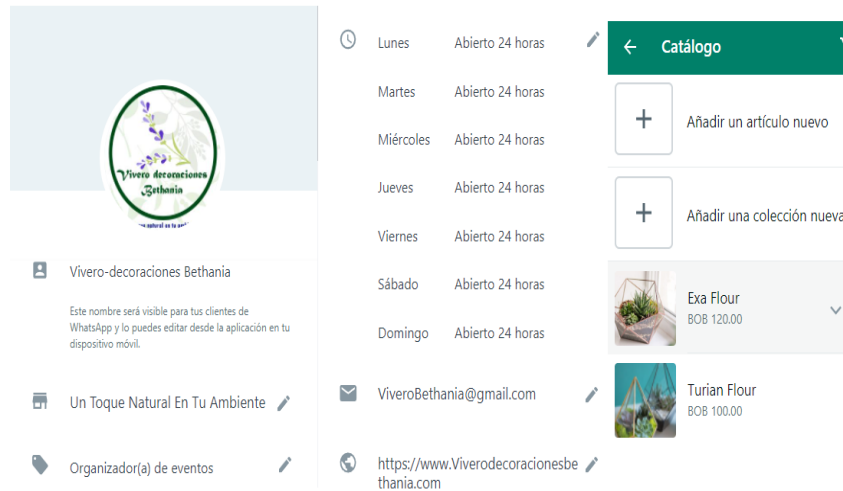 Vivero decoraciones
Bethania
Vivero-decoraciones Bethania
Este nombre será visible para tus clientes de
WhatsApp y lo puedes editar desde la aplicación en tu
dispositivo móvil.
Un Toque Natural En Tu Ambiente
Organizador(a) de eventos
Lunes Abierto 24 horas
Martes Abierto 24 horas
Miércoles Abierto 24 horas
Jueves Abierto 24 horas
Viernes Abierto 24 horas
Sábado Abierto 24 horas
Domingo Abierto 24 horas
ViveroBethania@gmail.com
https://www.Viverodecoracionesbe
thania.com
Catálogo
Añadir un artículo nuevo
Añadir una colección nueva
Exa Flour
BOB 120.00
Turian Flour
BOB 100.00